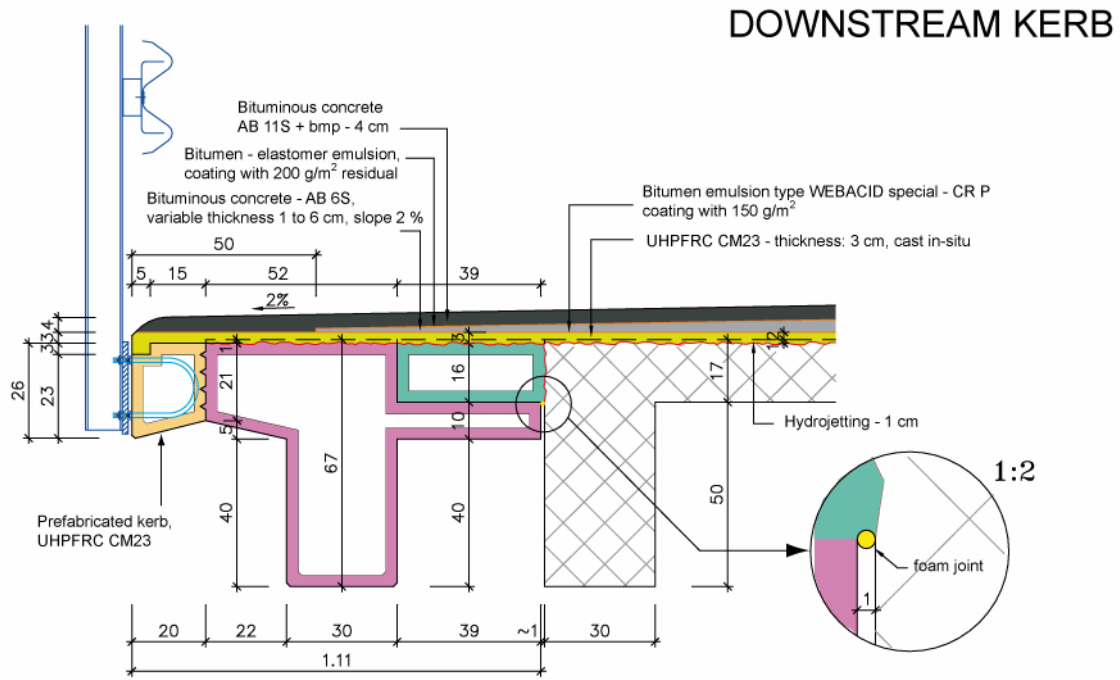 DOWNSTREAM KERB
Bituminous concrete
AB 11S + bmp - 4 cm
Bitumen - elastomer emulsion,
coating with 200 g/m² residual
Bituminous concrete - AB 6S,
variable thickness 1 to 6 cm, slope 2 %
Bitumen emulsion type WEBACID special - CR P
coating with 150 g/m²
UHPFRC CM23 - thickness: 3 cm, cast in-situ
50
5 15 52 39
2%
4
3
3
26
23
1
21
5
40
67
3
16
10
40
1 2
17
50
Hydrojetting - 1 cm
Prefabricated kerb,
UHPFRC CM23
1:2
foam joint
1
20 22 30 39 ~1 30
1.11